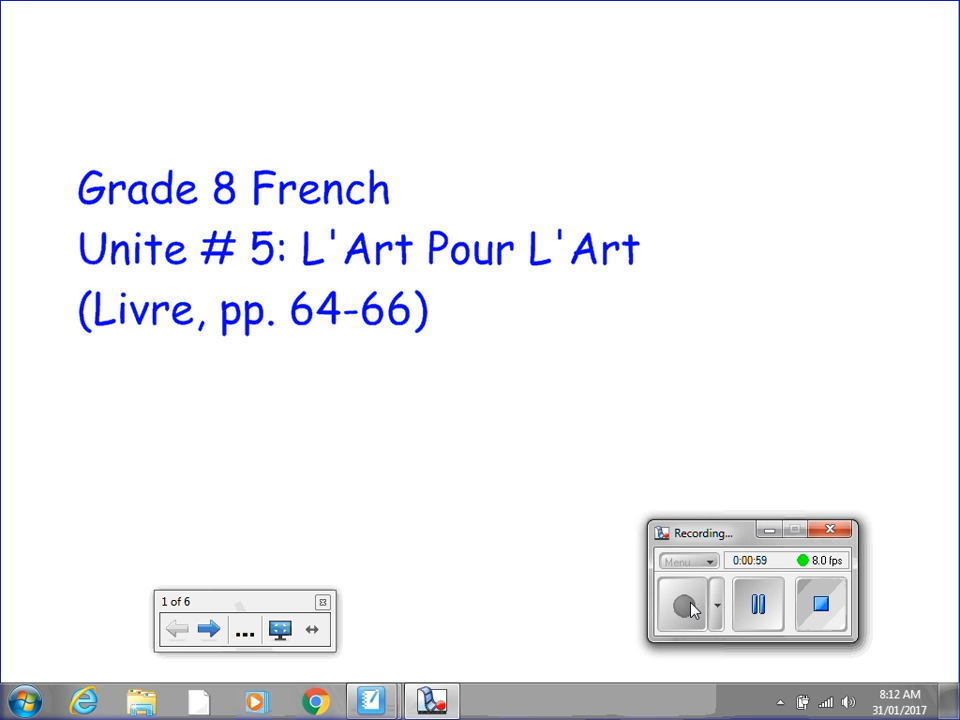 Grade 8 French
Unite # 5: L'Art Pour L'Art
(Livre, pp. 64-66)
Recording...
Menu
0:00:59
8.0 fps
1 of 6
...
8:12 AM
31/01/2017